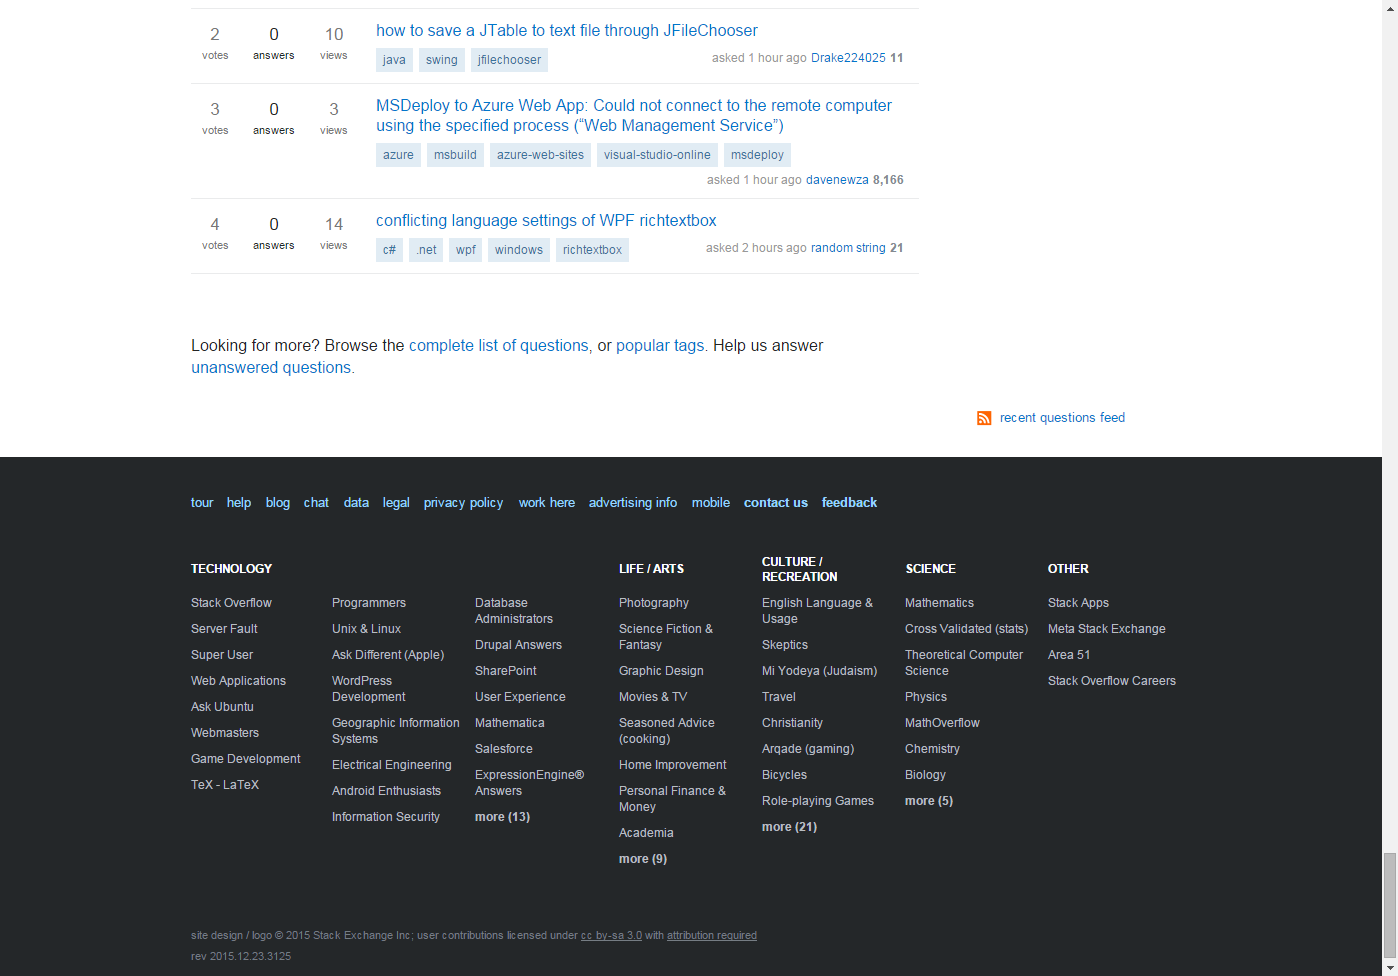 2 0 10 how to save a JTable to text file through JFileChooser
votes answers views
java swing jfilechooser asked 1 hour ago Drake224025 11
3 0 3 MSDeploy to Azure Web App: Could not connect to the remote computer
votes answers views using the specified process (“Web Management Service”)
azure msbuild azure-web-sites visual-studio-online msdeploy
asked 1 hour ago davenewza 8,166
4 0 14 conflicting language settings of WPF richtextbox
votes answers views
c# .net wpf windows richtextbox asked 2 hours ago random string 21
Looking for more? Browse the complete list of questions, or popular tags. Help us answer
unanswered questions.
recent questions feed
tour help blog chat data legal privacy policy work here advertising info mobile contact us feedback
TECHNOLOGY
Stack Overflow
Server Fault
Super User
Web Applications
Ask Ubuntu
Webmasters
Game Development
TeX - LaTeX
Programmers
Unix & Linux
Ask Different (Apple)
WordPress
Development
Geographic Information
Systems
Electrical Engineering
Android Enthusiasts
Information Security
Database
Administrators
Drupal Answers
SharePoint
User Experience
Mathematica
Salesforce
ExpressionEngine®
Answers
more (13)
LIFE / ARTS
Photography
Science Fiction &
Fantasy
Graphic Design
Movies & TV
Seasoned Advice
(cooking)
Home Improvement
Personal Finance &
Money
Academia
more (9)
CULTURE /
RECREATION
English Language &
Usage
Skeptics
Mi Yodeya (Judaism)
Travel
Christianity
Arqade (gaming)
Bicycles
Role-playing Games
more (21)
SCIENCE
Mathematics
Cross Validated (stats)
Theoretical Computer
Science
Physics
MathOverflow
Chemistry
Biology
more (5)
OTHER
Stack Apps
Meta Stack Exchange
Area 51
Stack Overflow Careers
site design / logo © 2015 Stack Exchange Inc; user contributions licensed under cc by-sa 3.0 with attribution required
rev 2015.12.23.3125